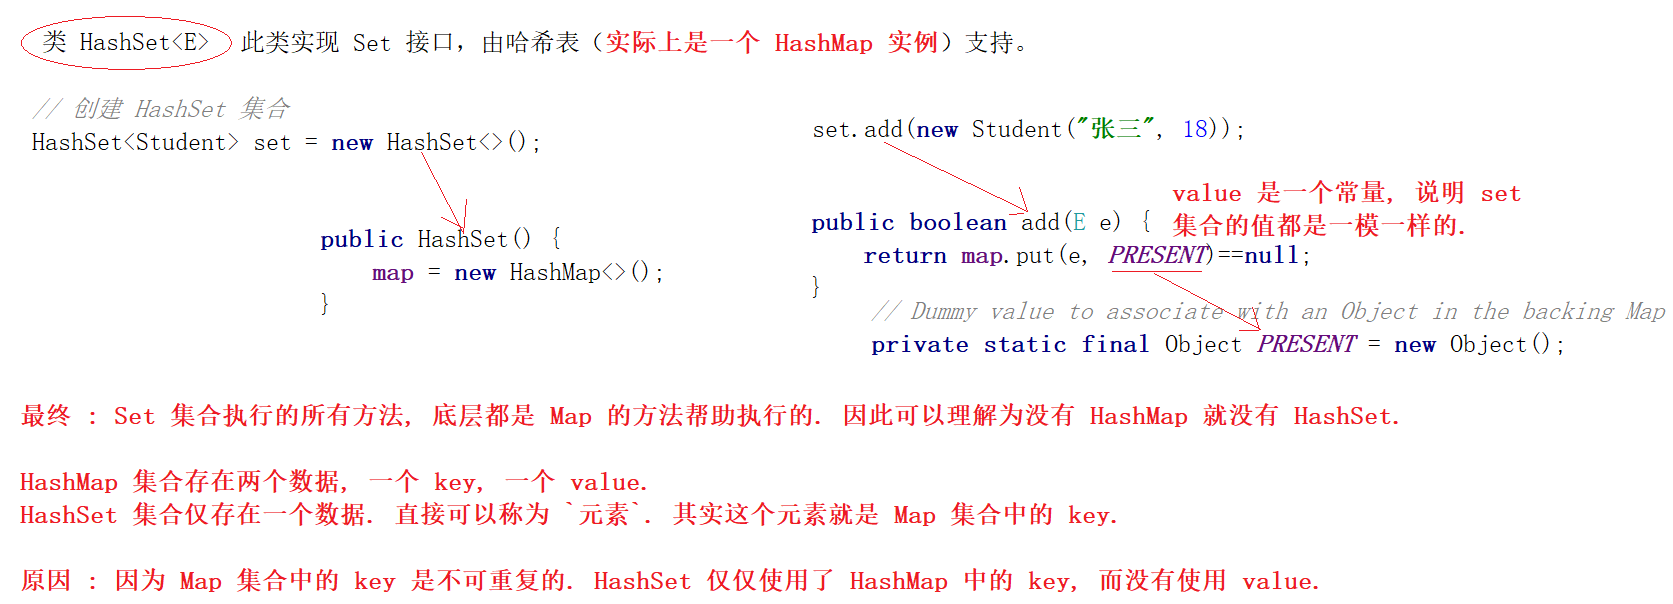 类 HashSet<E> 此类实现 Set 接口，由哈希表（实际上是一个 HashMap 实例）支持。
// 创建 HashSet 集合
HashSet<Student> set = new HashSet<>();
public HashSet() {
    map = new HashMap<>();
}
set.add(new Student("张三", 18));
value 是一个常量, 说明 set
集合的值都是一模一样的.
public boolean add(E e) {
    return map.put(e, PRESENT)==null;
}
// Dummy value to associate with an Object in the backing Map
private static final Object PRESENT = new Object();
最终 : Set 集合执行的所有方法, 底层都是 Map 的方法帮助执行的. 因此可以理解为没有 HashMap 就没有 HashSet.
HashMap 集合存在两个数据, 一个 key, 一个 value.
HashSet 集合仅存在一个数据. 直接可以称为 `元素`. 其实这个元素就是 Map 集合中的 key.
原因 : 因为 Map 集合中的 key 是不可重复的. HashSet 仅仅使用了 HashMap 中的 key, 而没有使用 value.